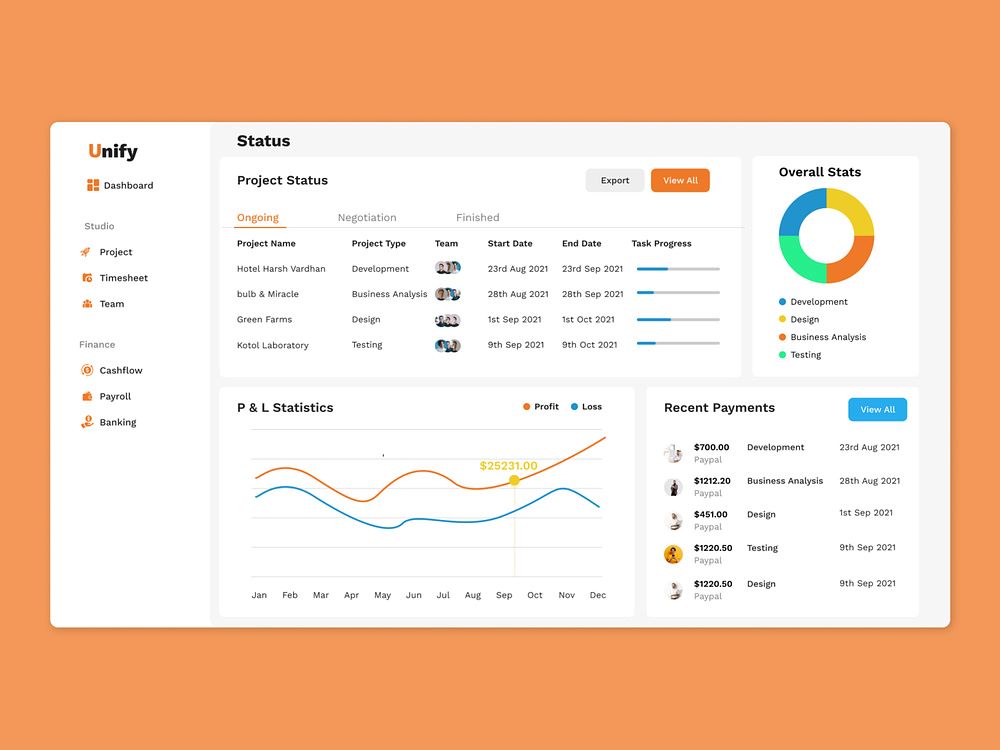 Unify
Dashboard
Studio
Project
Timesheet
Team
Finance
Cashflow
Payroll
Banking
Status
Project Status
Export
View All
Ongoing Negotiation Finished
Project Name Project Type Team Start Date End Date Task Progress
Hotel Harsh Vardhan Development 23rd Aug 2021 23rd Sep 2021
bulb & Miracle Business Analysis 28th Aug 2021 28th Sep 2021
Green Farms Design 1st Sep 2021 1st Oct 2021
Kotol Laboratory Testing 9th Sep 2021 9th Oct 2021
Overall Stats
Development
Design
Business Analysis
Testing
P & L Statistics
Profit Loss
$25231.00
Jan Feb Mar Apr May Jun Jul Aug Sep Oct Nov Dec
Recent Payments
View All
$700.00 Development 23rd Aug 2021
Paypal
$1212.20 Business Analysis 28th Aug 2021
Paypal
$451.00 Design 1st Sep 2021
Paypal
$1220.50 Testing 9th Sep 2021
Paypal
$1220.50 Design 9th Sep 2021
Paypal